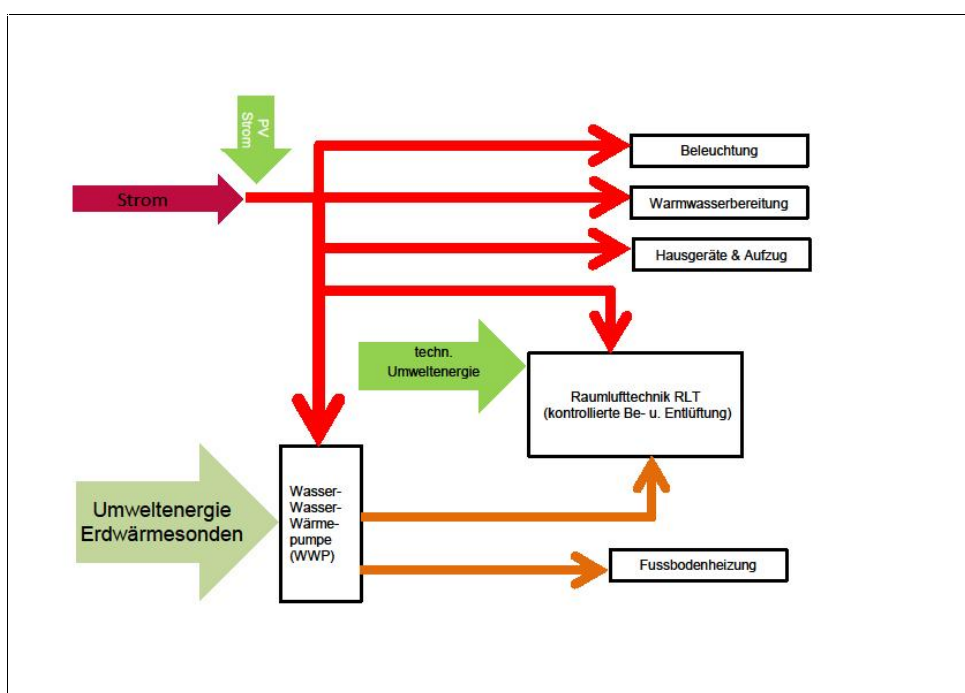 PV
Strom
Beleuchtung
Strom
Warmwasserbereitung
Hausgeräte & Aufzug
techn.
Umweltenergie
Raumlufttechnik RLT
(kontrollierte Be- u. Entlüftung)
Umweltenergie
Erdwärmesonden
Wasser-
Wasser-
Wärme-
pumpe
(WWP)
Fussbodenheizung